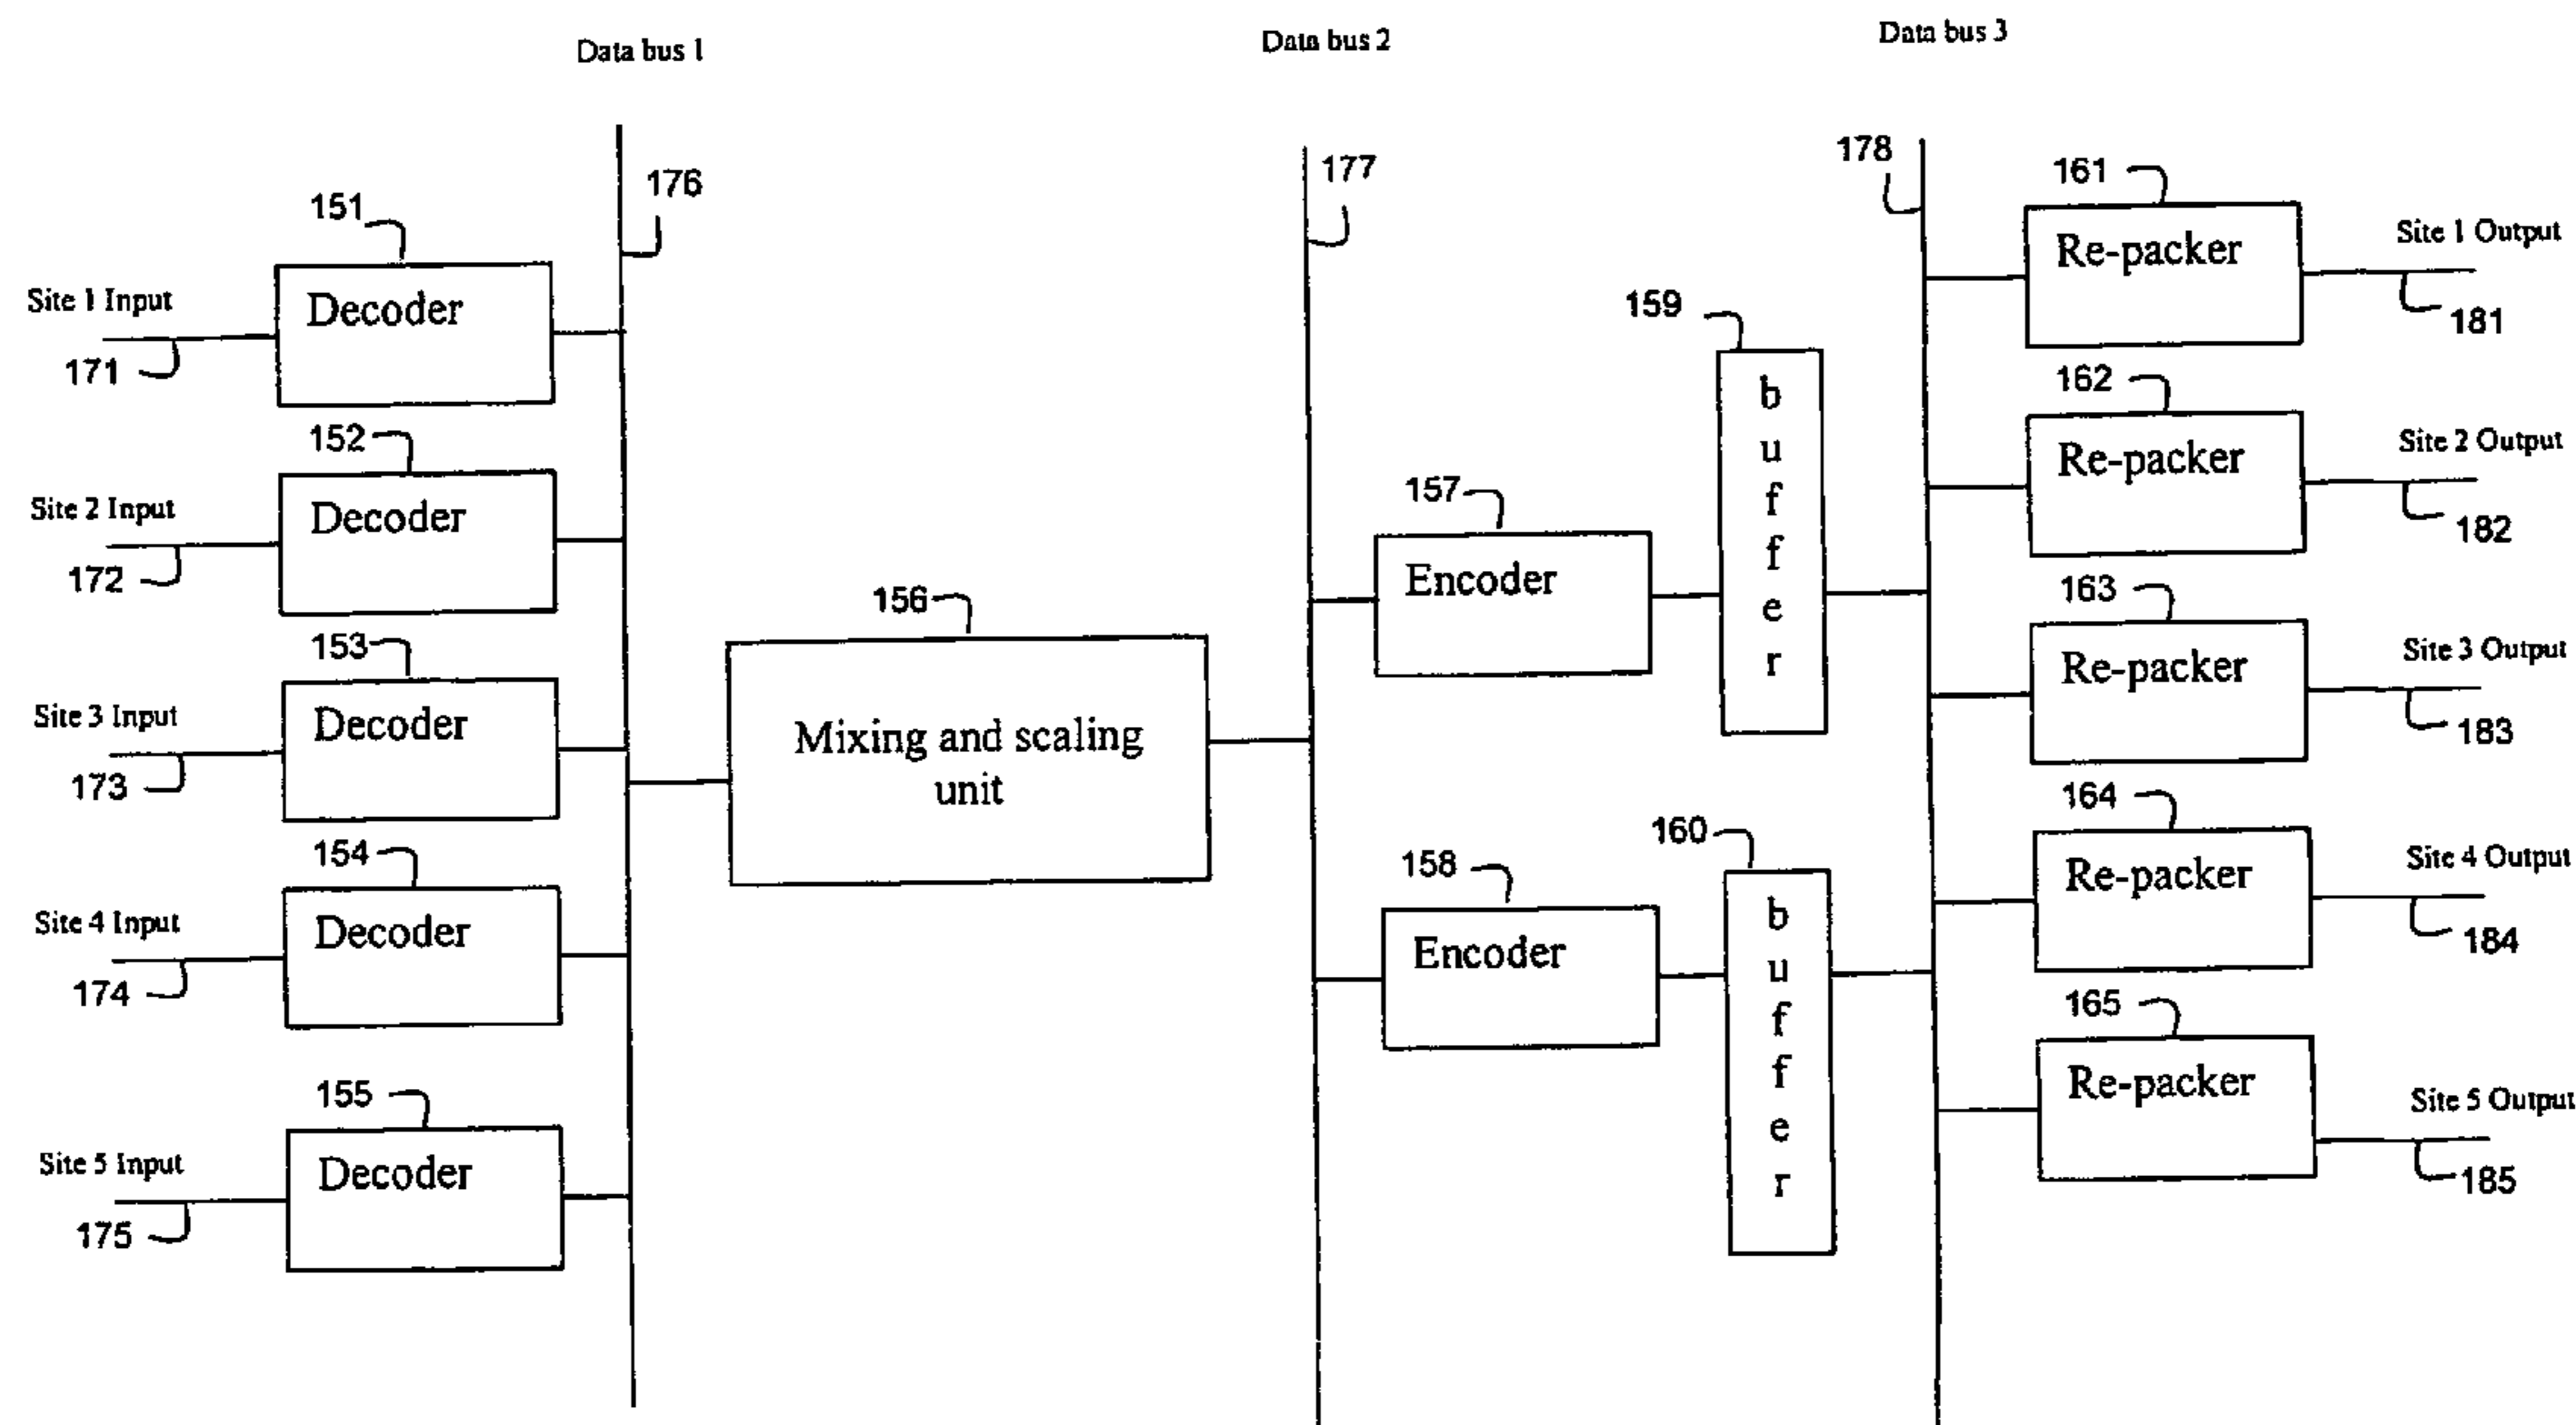 Data bus 1
Data bus 2
Data bus 3
176
177
178
151
Site 1 Input
Decoder
171
152
Site 2 Input
Decoder
172
153
Site 3 Input
Decoder
173
154
Site 4 Input
Decoder
174
155
Site 5 Input
Decoder
175
156
Mixing and scaling
unit
157
Encoder
159
b
u
f
f
e
r
158
Encoder
160
b
u
f
f
e
r
161
Re-packer
Site 1 Output
181
162
Re-packer
Site 2 Output
182
163
Re-packer
Site 3 Output
183
164
Re-packer
Site 4 Output
184
165
Re-packer
Site 5 Output
185